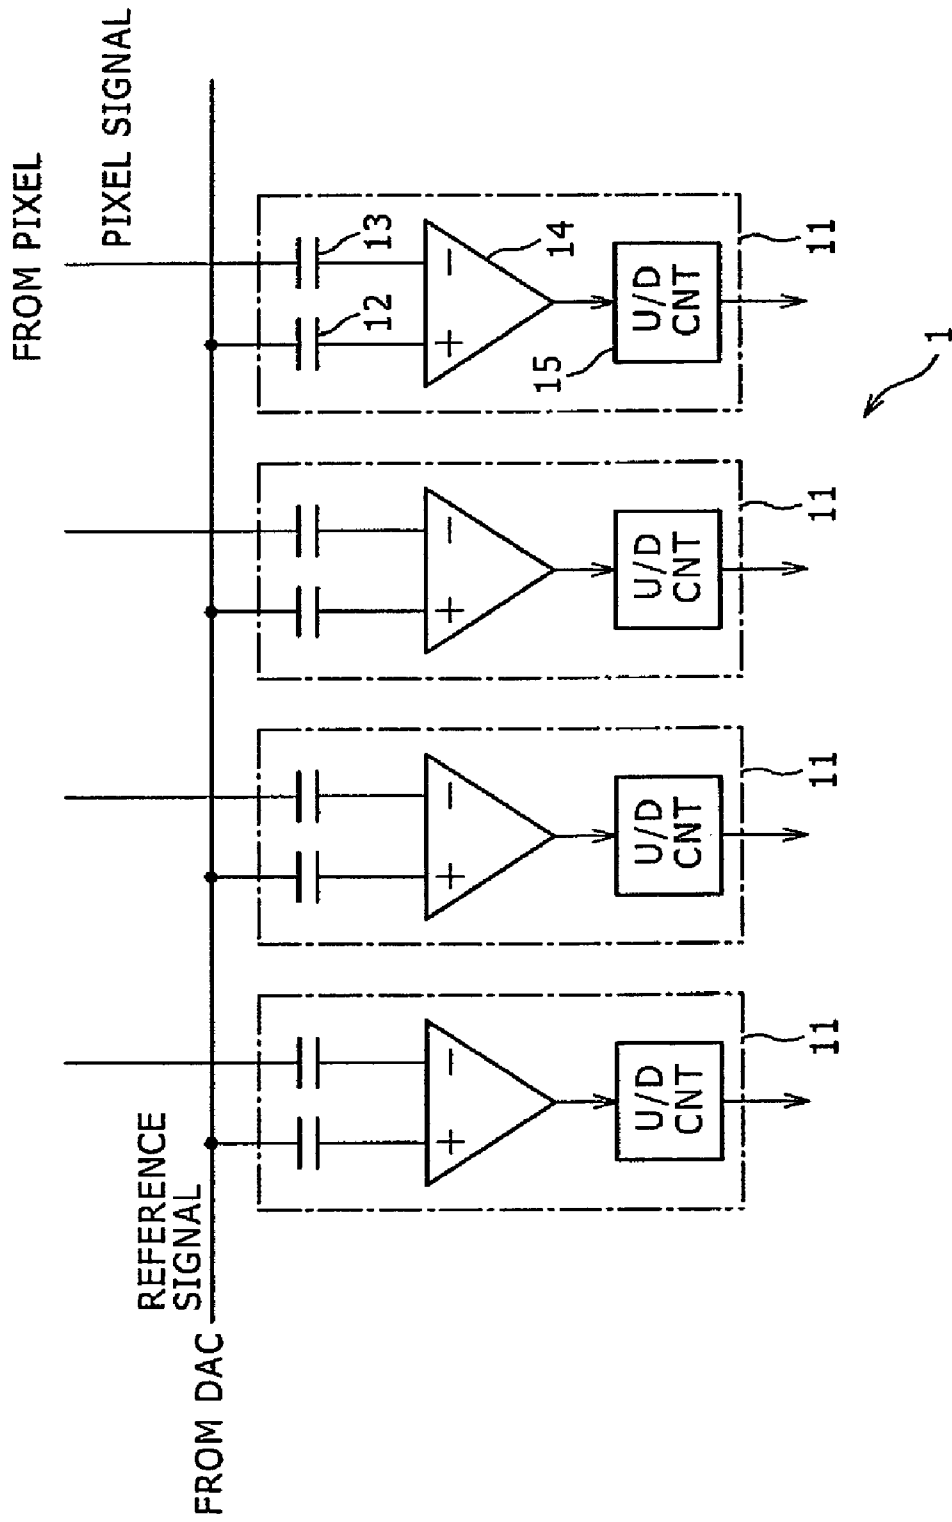 FROM PIXEL
PIXEL SIGNAL
REFERENCE
SIGNAL
FROM DAC
12
13
+
−
+
−
+
−
+
−
14
15
U/D
CNT
U/D
CNT
U/D
CNT
U/D
CNT
11
11
11
11
1